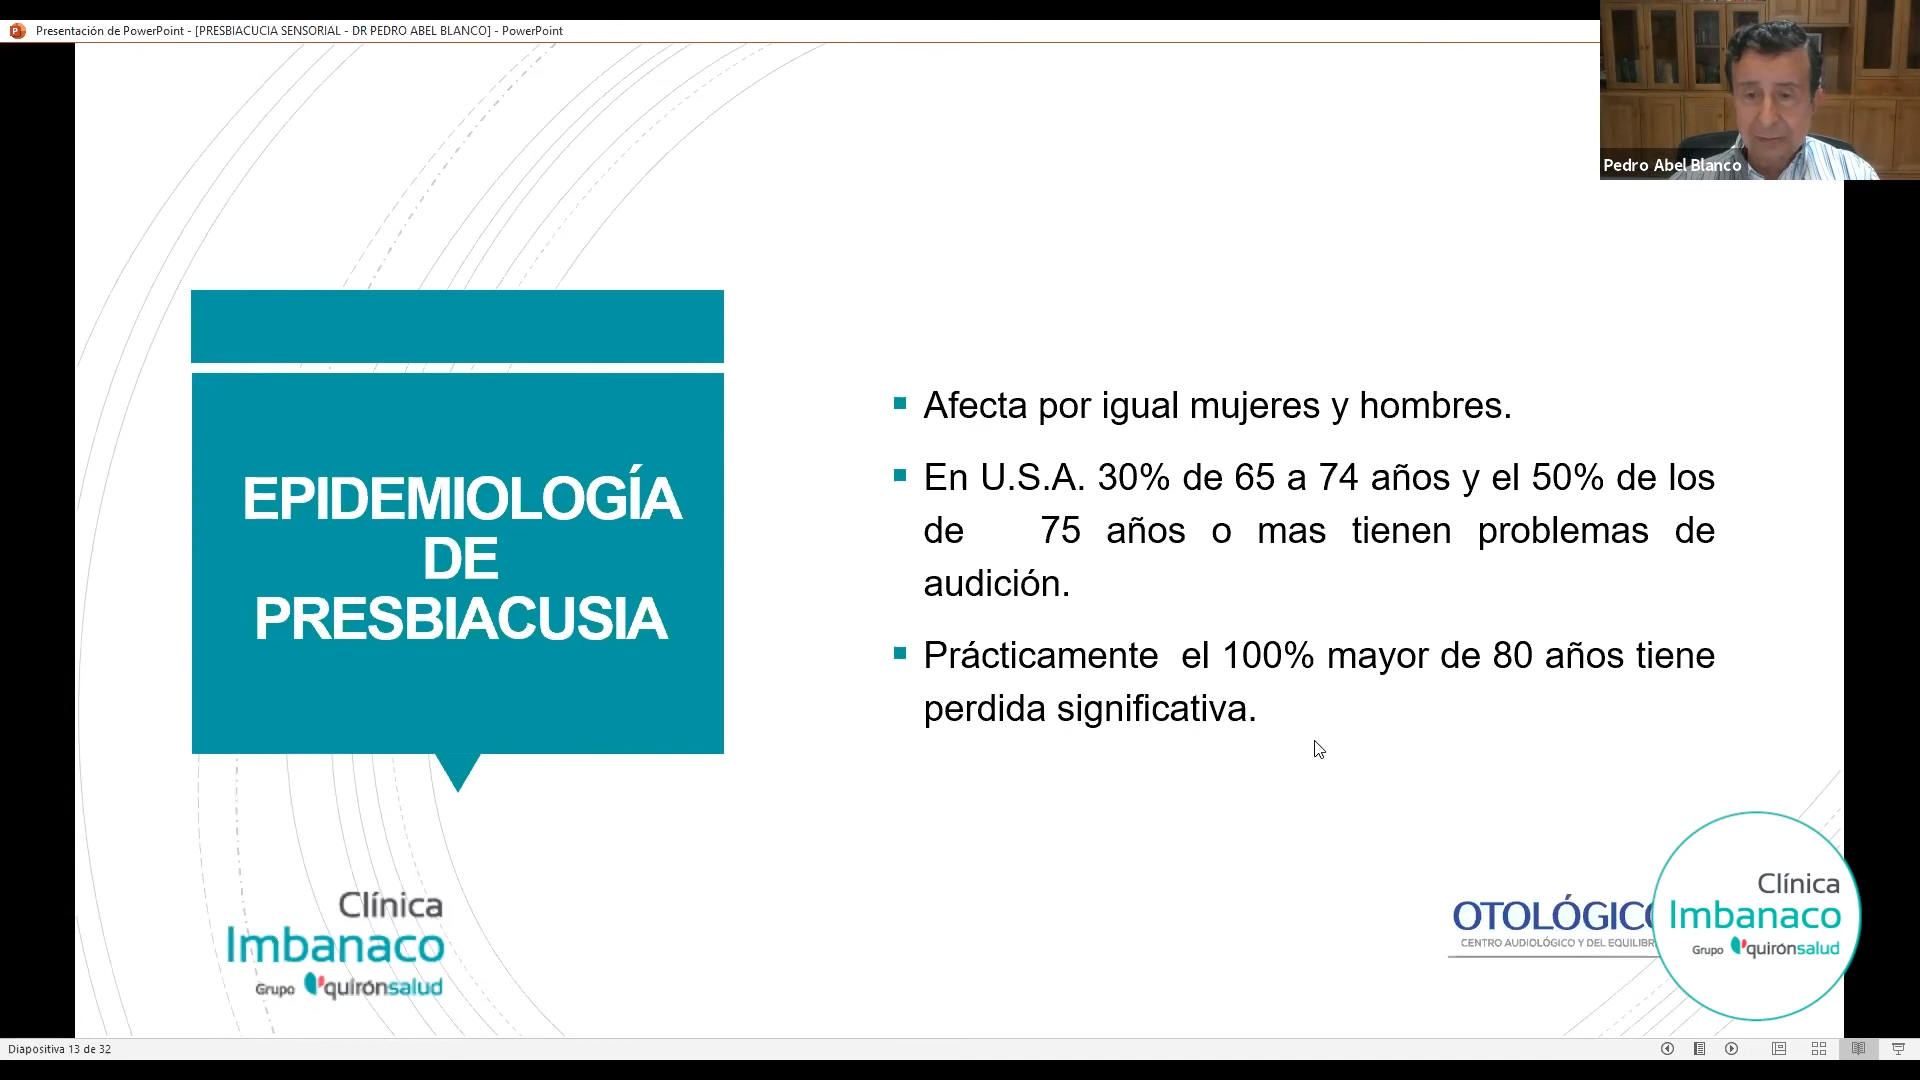 Presentación de PowerPoint - [PRESBIACUCIA SENSORIAL - DR PEDRO ABEL BLANCO] - PowerPoint
Pedro Abel Blanco
EPIDEMIOLOGÍA
DE
PRESBIACUSIA
Afecta por igual mujeres y hombres.
En U.S.A. 30% de 65 a 74 años y el 50% de los
de 75 años o mas tienen problemas de
audición.
Prácticamente el 100% mayor de 80 años tiene
perdida significativa.
Clínica
Imbanaco
Grupo quirónsalud
OTOLÓGICO
CENTRO AUDIOLÓGICO Y DEL EQUILIBR
Clínica
Imbanaco
Grupo quirónsalud
Diapositiva 13 de 32